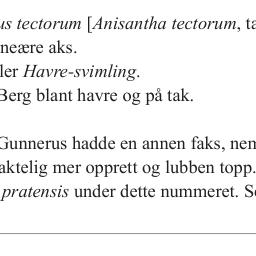 us tectorum [Anisantha tectorum, ta
neære aks.
ler Havre-svimling.
Berg blant havre og på tak.
Gunnerus hadde en annen faks, nem
aktelig mer opprett og lubben topp.
pratensis under dette nummeret. Se